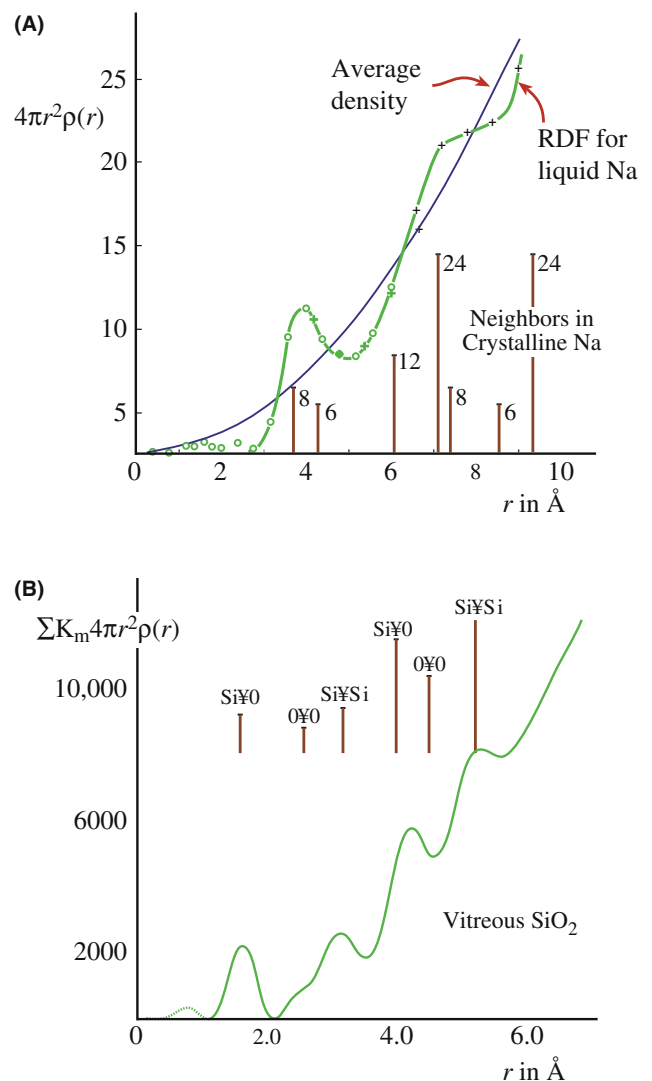 (A)
25
4πr²ρ(r)
20
15
10
5
Average
density
RDF for
liquid Na
24
24
Neighbors in
Crystalline Na
12
8
6
8
6
0
2
4
6
8
10
r in Å
(B)
∑Kₘ4πr²ρ(r)
10,000
6000
2000
Si¥0
0¥0
Si¥Si
Si¥0
0¥0
Si¥Si
Vitreous SiO₂
0
2.0
4.0
6.0
r in Å